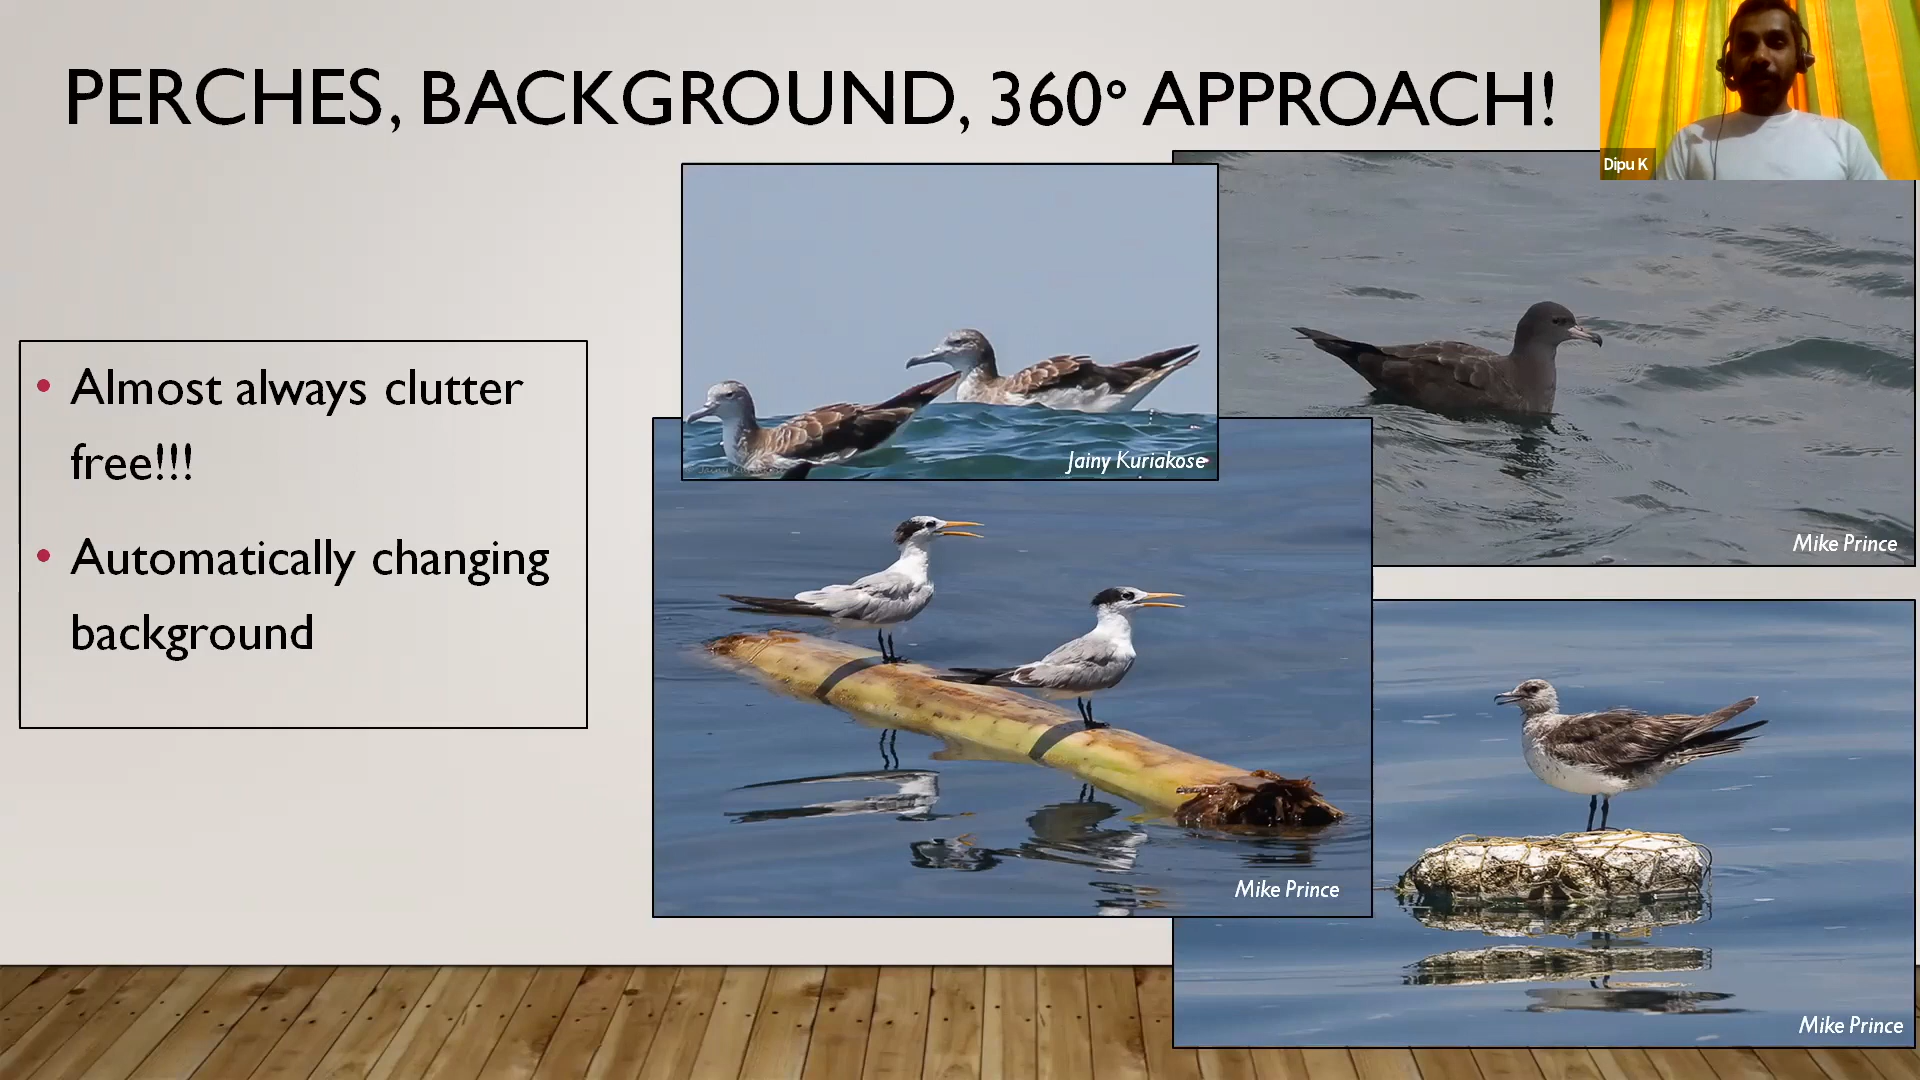 PERCHES, BACKGROUND, 360° APPROACH!
Dipu K
• Almost always clutter
free!!!
• Automatically changing
background
Jainy Kuriakose
Mike Prince
Mike Prince
Mike Prince